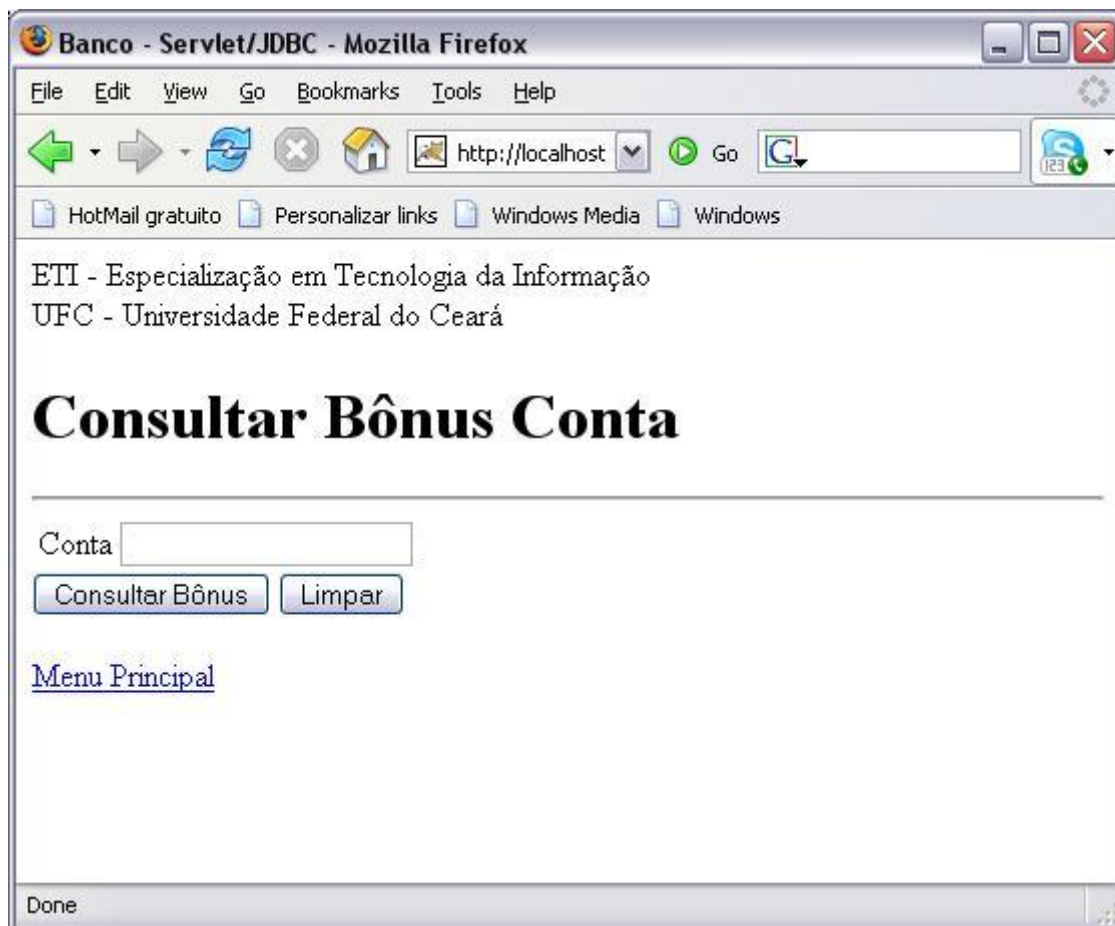 Banco - Servlet/JDBC - Mozilla Firefox
File Edit View Go Bookmarks Tools Help
http://localhost Go G
123
HotMail gratuito Personalizar links Windows Media Windows
ETI - Especialização em Tecnologia da Informação
UFC - Universidade Federal do Ceará
Consultar Bônus Conta
Conta
Consultar Bônus Limpar
Menu Principal
Done